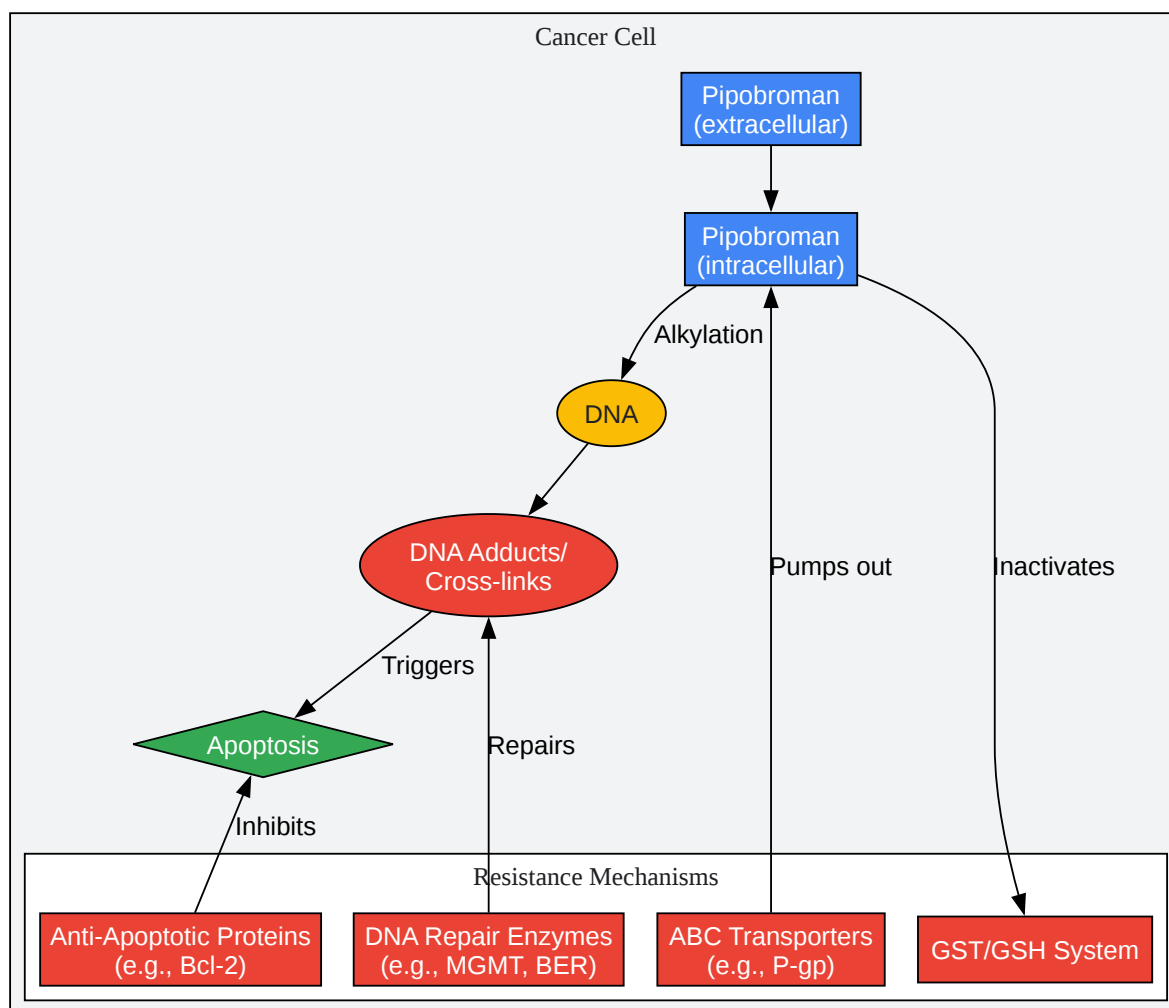 Cancer Cell
Pipobroman
(extracellular)
Pipobroman
(intracellular)
Alkylation
DNA
DNA Adducts/
Cross-links
Pumps out
Inactivates
Triggers
Apoptosis
Repairs
Inhibits
Resistance Mechanisms
Anti-Apoptotic Proteins
(e.g., Bcl-2)
DNA Repair Enzymes
(e.g., MGMT, BER)
ABC Transporters
(e.g., P-gp)
GST/GSH System